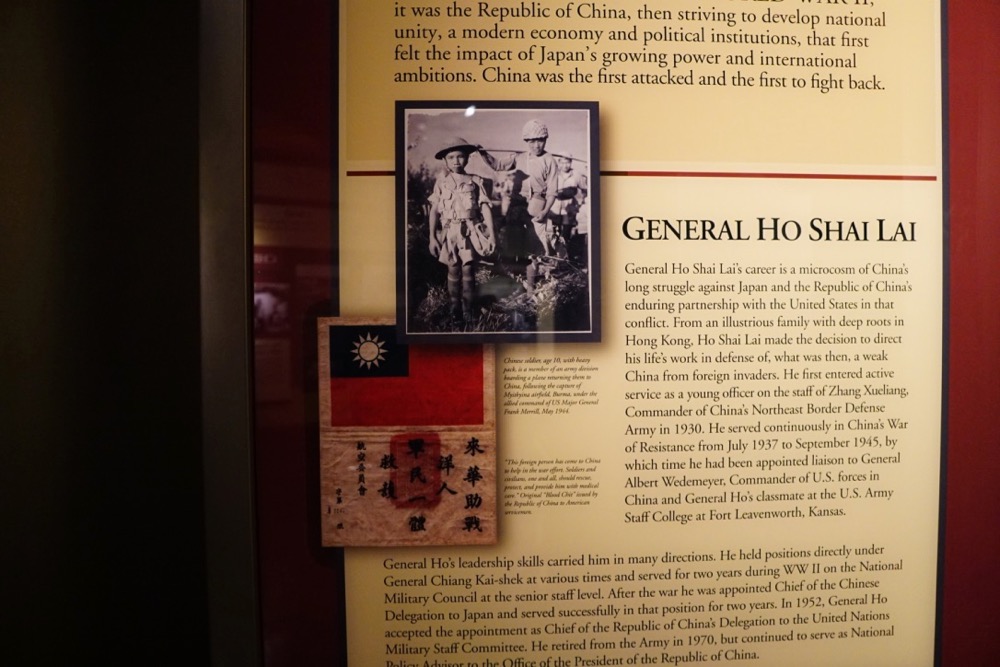 WAR II,
it was the Republic of China, then striving to develop national
unity, a modern economy and political institutions, that first
felt the impact of Japan's growing power and international
ambitions. China was the first attacked and the first to fight back.
GENERAL HO SHAI LAI
General Ho Shai Lai's career is a microcosm of China's
long struggle against Japan and the Republic of China's
enduring partnership with the United States in that
conflict. From an illustrious family with deep roots in
Hong Kong, Ho Shai Lai made the decision to direct
his life's work in defense of, what was then, a weak
China from foreign invaders. He first entered active
service as a young officer on the staff of Zhang Xueliang,
Commander of China's Northeast Border Defense
Army in 1930. He served continuously in China's War
of Resistance from July 1937 to September 1945, by
which time he had been appointed liaison to General
Albert Wedemeyer, Commander of U.S. forces in
China and General Ho's classmate at the U.S. Army
Staff College at Fort Leavenworth, Kansas.
Chinese soldier, age 10, with heavy
pack, is a member of an army division
boarding a plane returning them to
China, following the capture of
Myitkyina airfield, Burma, under the
allied command of US Major General
Frank Merrill, May 1944.
"This foreign person has come to China
to help in the war effort. Soldiers and
civilians, one and all, should rescue,
protect, and provide him with medical
care." Original "Blood Chit" issued by
the Republic of China to American
airwomen.
來華助戰
洋人
軍民一體
救護
航空委員會
General Ho's leadership skills carried him in many directions. He held positions directly under
General Chiang Kai-shek at various times and served for two years during WW II on the National
Military Council at the senior staff level. After the war he was appointed Chief of the Chinese
Delegation to Japan and served successfully in that position for two years. In 1952, General Ho
accepted the appointment as Chief of the Republic of China's Delegation to the United Nations
Military Staff Committee. He retired from the Army in 1970, but continued to serve as National
Policy Advisor to the Office of the President of the Republic of China.